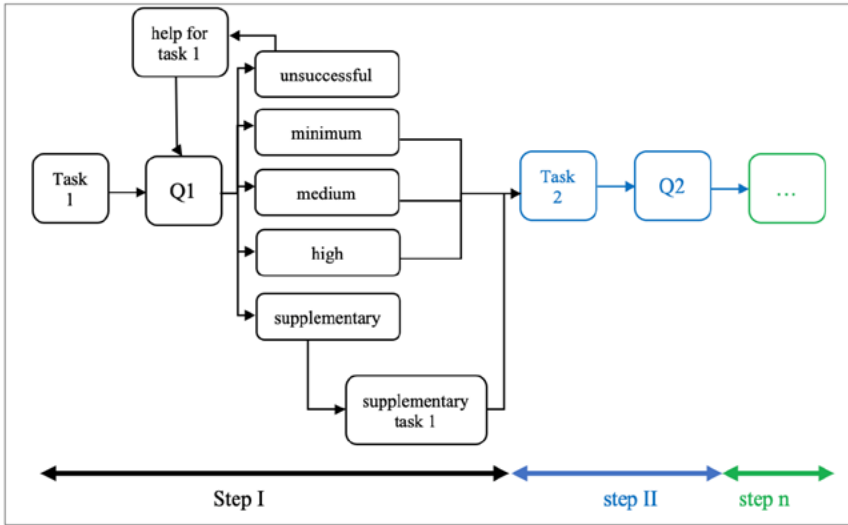 help for
task 1
unsuccessful
minimum
Task
1
Q1
medium
high
supplementary
supplementary
task 1
Task
2
Q2
...
Step I
step II
step n